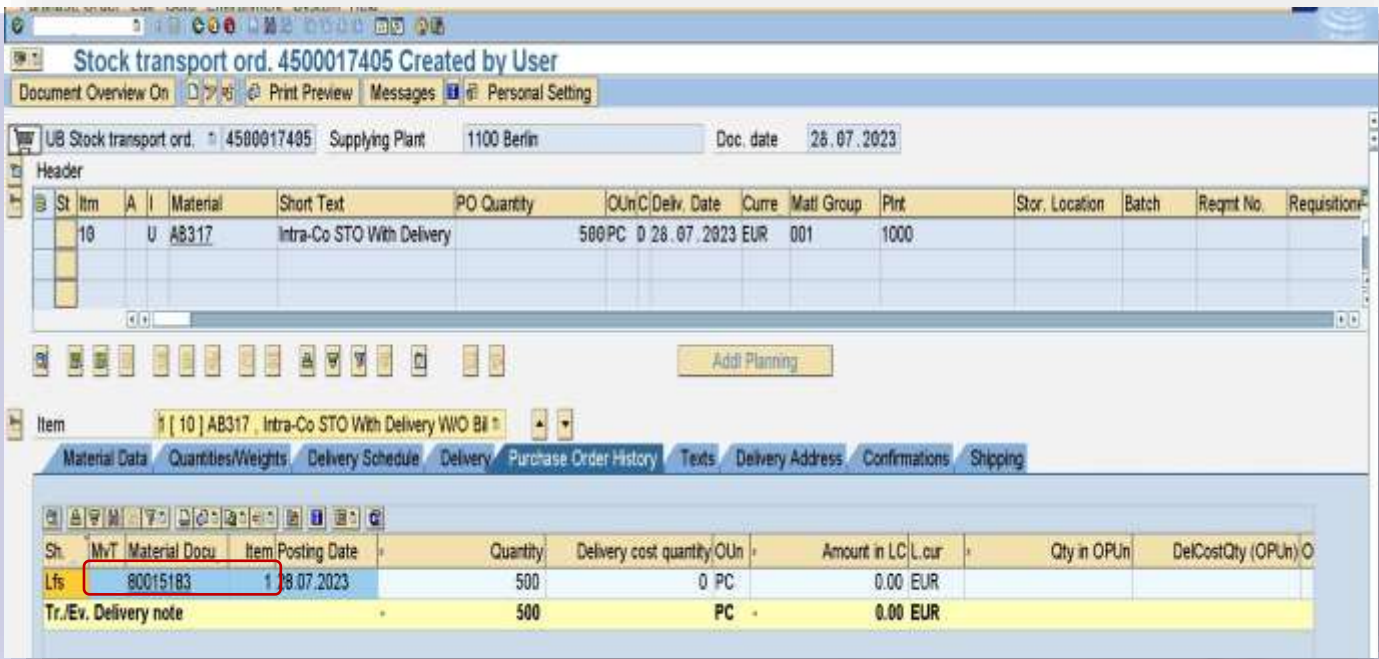 Stock transport ord. 4500017405 Created by User
Document Overview On Print Preview Messages Personal Setting
UB Stock transport ord. 4500017405 Supplying Plant 1100 Berlin Doc. date 28.07.2023
Header
St Itm A I Material Short Text PO Quantity OUn C Deliv. Date Curre Matl Group Plnt Stor. Location Batch Reqmt No. Requisitione
10 U AB317 Intra-Co STO With Delivery 500 PC D 28.07.2023 EUR 001 1000
Addl Planning
Item 1 [ 10 ] AB317 , Intra-Co STO With Delivery W/O Bil
Material Data Quantities/Weights Delivery Schedule Delivery Purchase Order History Texts Delivery Address Confirmations Shipping
Sh. MvT Material Docu Item Posting Date Quantity Delivery cost quantity OUn Amount in LC L.cur Qty in OPUn DelCostQty (OPUn) O
Lfs 80015183 1 28.07.2023 500 0 PC 0.00 EUR
Tr./Ev. Delivery note 500 PC 0.00 EUR